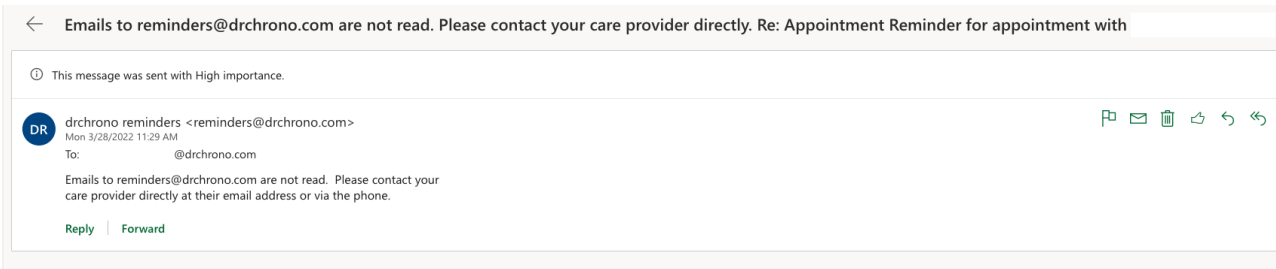 Emails to reminders@drchrono.com are not read. Please contact your care provider directly. Re: Appointment Reminder for appointment with
This message was sent with High importance.
DR
drchrono reminders <reminders@drchrono.com>
Mon 3/28/2022 11:29 AM
To: @drchrono.com
Emails to reminders@drchrono.com are not read. Please contact your
care provider directly at their email address or via the phone.
Reply | Forward